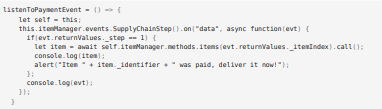 listenToPaymentEvent = () => {
let self = this;
this.itemManager.events.SupplyChainStep().on("data", async function(evt) {
if(evt.returnValues._step == 1) {
let item = await self.itemManager.methods.items(evt.returnValues._itemIndex).call();
console.log(item);
alert("Item " + item._identifier + " was paid, deliver it now!");
};
console.log(evt);
});
}